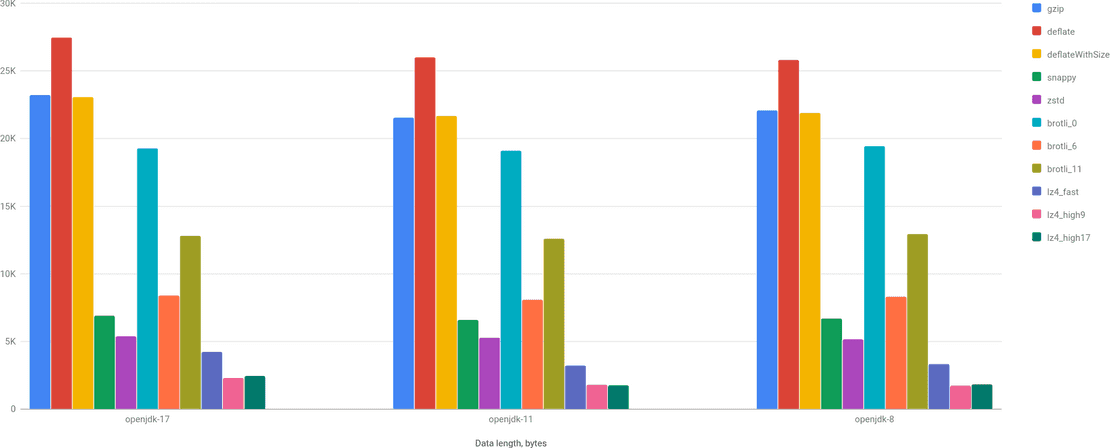 30K
25K
20K
15K
10K
5K
0
openjdk-17
openjdk-11
openjdk-8
Data length, bytes
gzip
deflate
deflateWithSize
snappy
zstd
brotli_0
brotli_6
brotli_11
lz4_fast
lz4_high9
lz4_high17